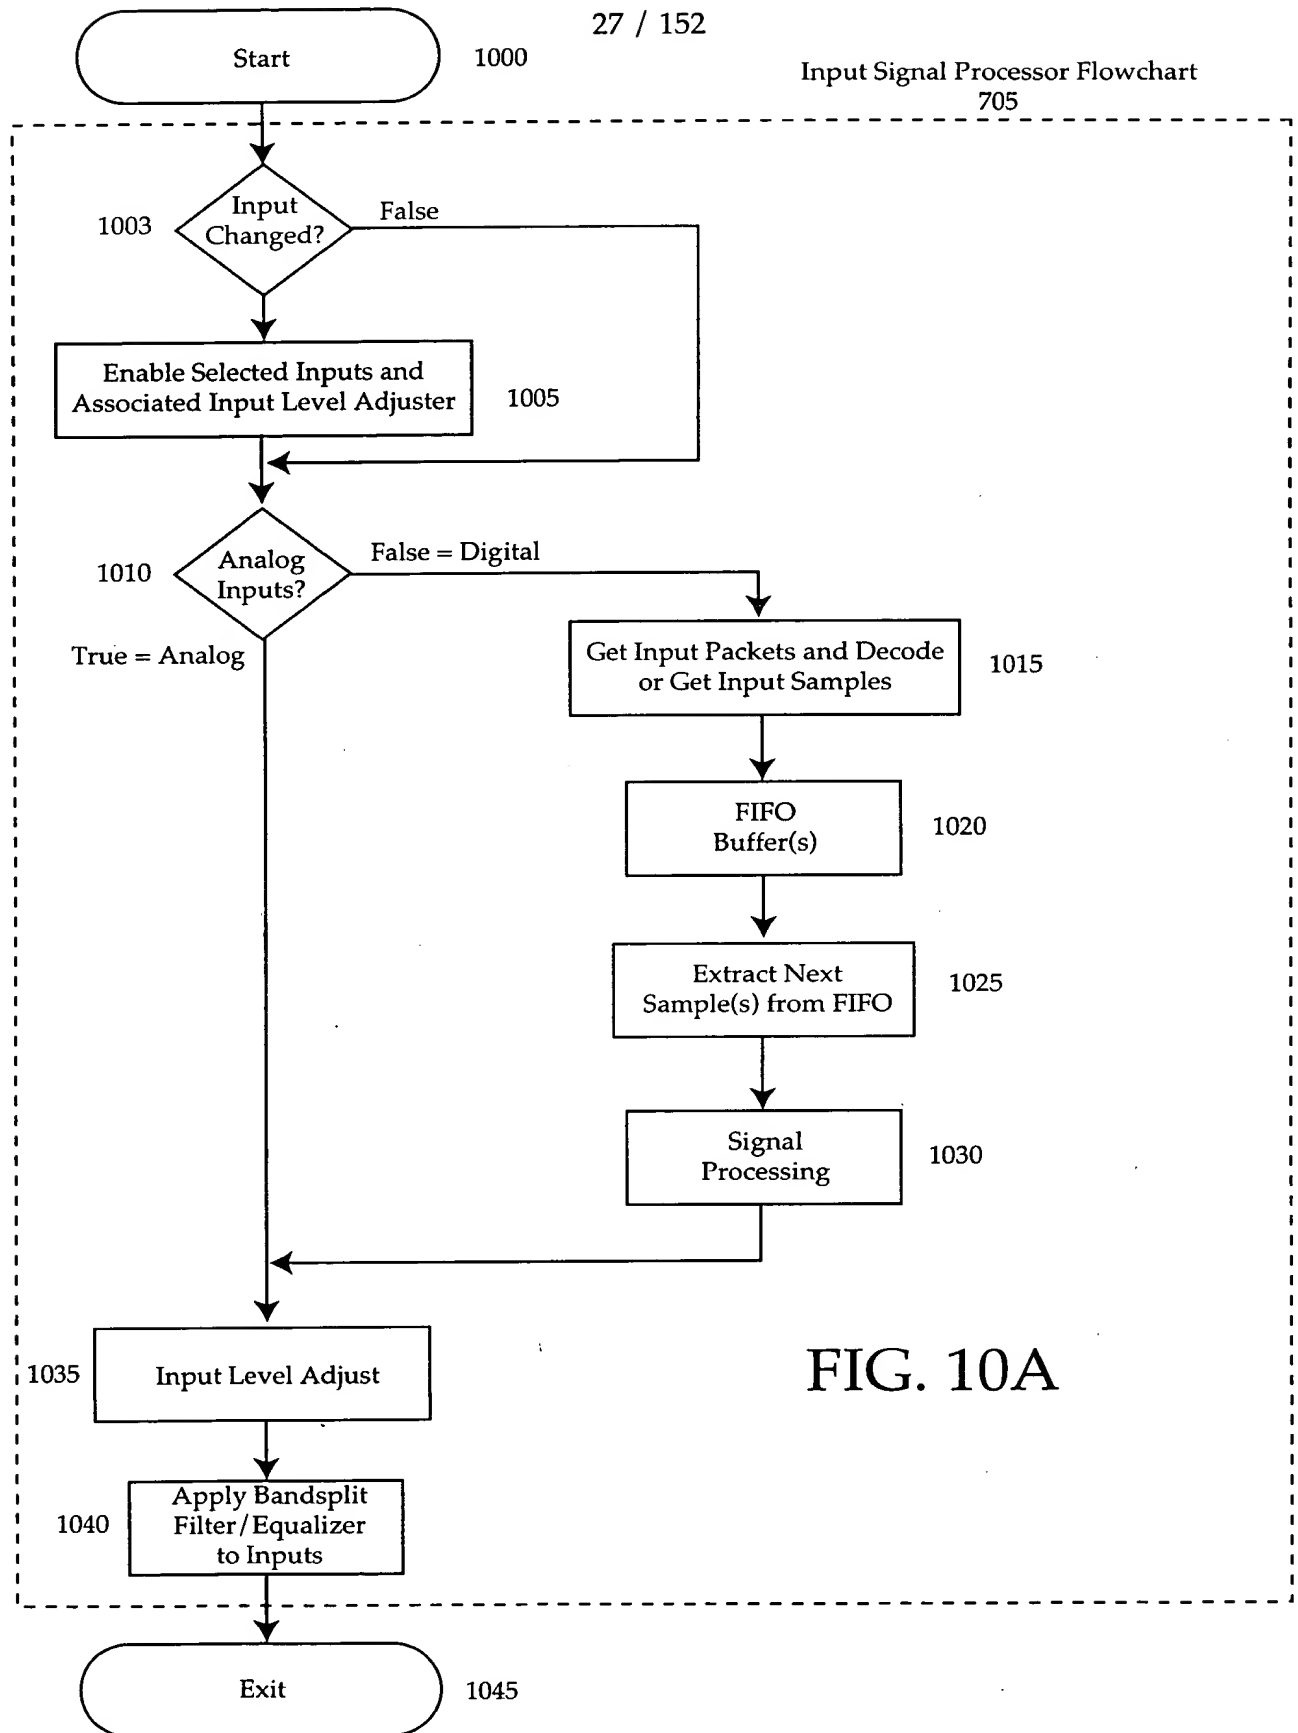 27 / 152
Start
1000
Input Signal Processor Flowchart
705
Input
Changed?
1003
False
Enable Selected Inputs and
Associated Input Level Adjuster
1005
Analog
Inputs?
1010
False = Digital
True = Analog
Get Input Packets and Decode
or Get Input Samples
1015
FIFO
Buffer(s)
1020
Extract Next
Sample(s) from FIFO
1025
Signal
Processing
1030
1035
Input Level Adjust
FIG. 10A
1040
Apply Bandsplit
Filter/Equalizer
to Inputs
Exit
1045